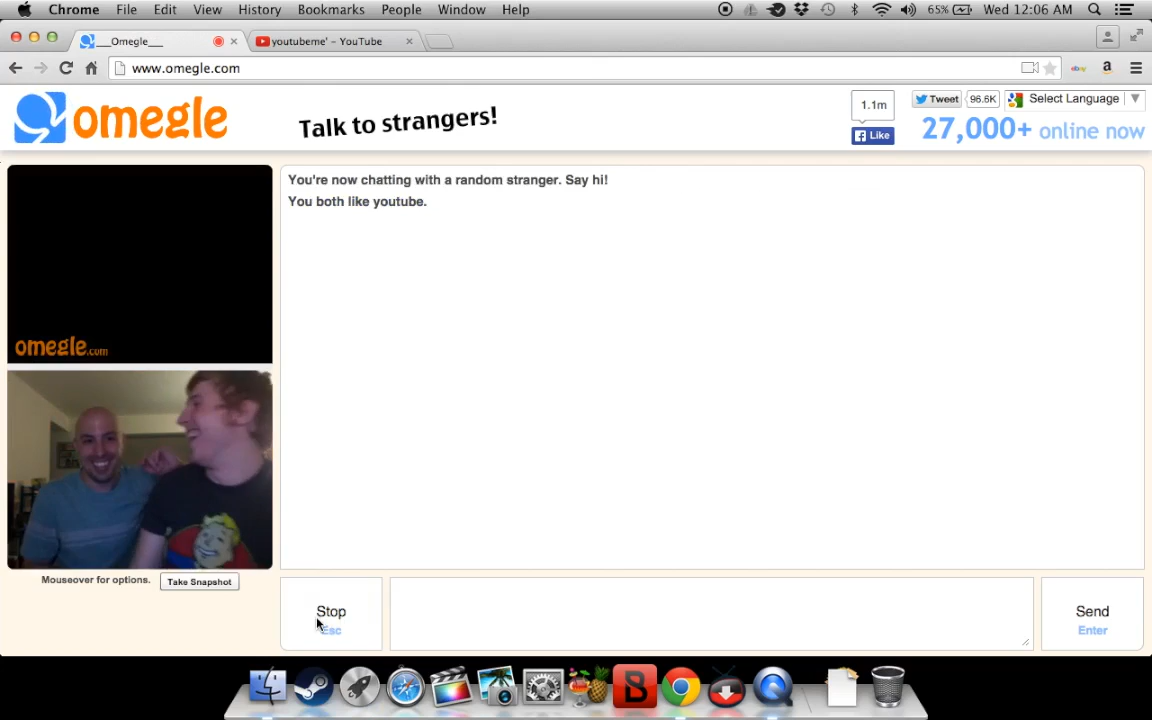 Chrome File Edit View History Bookmarks People Window Help 65% Wed 12:06 AM
__Omegle__ youtubeme' - YouTube
www.omegle.com ebay a
omegle Talk to strangers! 1.1m Like Tweet 96.6K Select Language
27,000+ online now
You're now chatting with a random stranger. Say hi!
You both like youtube.
omegle.com
Mouseover for options. Take Snapshot
Stop Send
Esc Enter
B